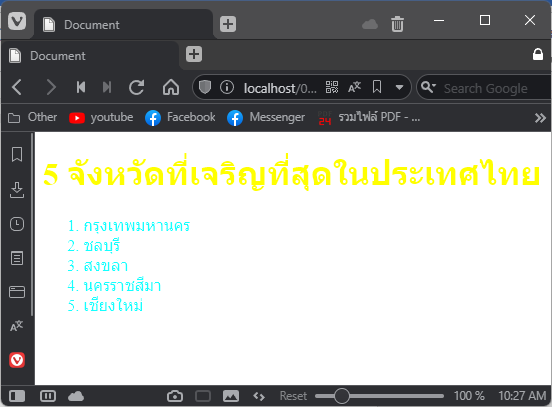 Document
Document
localhost/0...
Search Google
Other
youtube
Facebook
Messenger
24
รวมไฟล์ PDF - ...
5 จังหวัดที่เจริญที่สุดในประเทศไทย
1. กรุงเทพมหานคร
2. ชลบุรี
3. สงขลา
4. นครราชสีมา
5. เชียงใหม่
Reset
100 %
10:27 AM